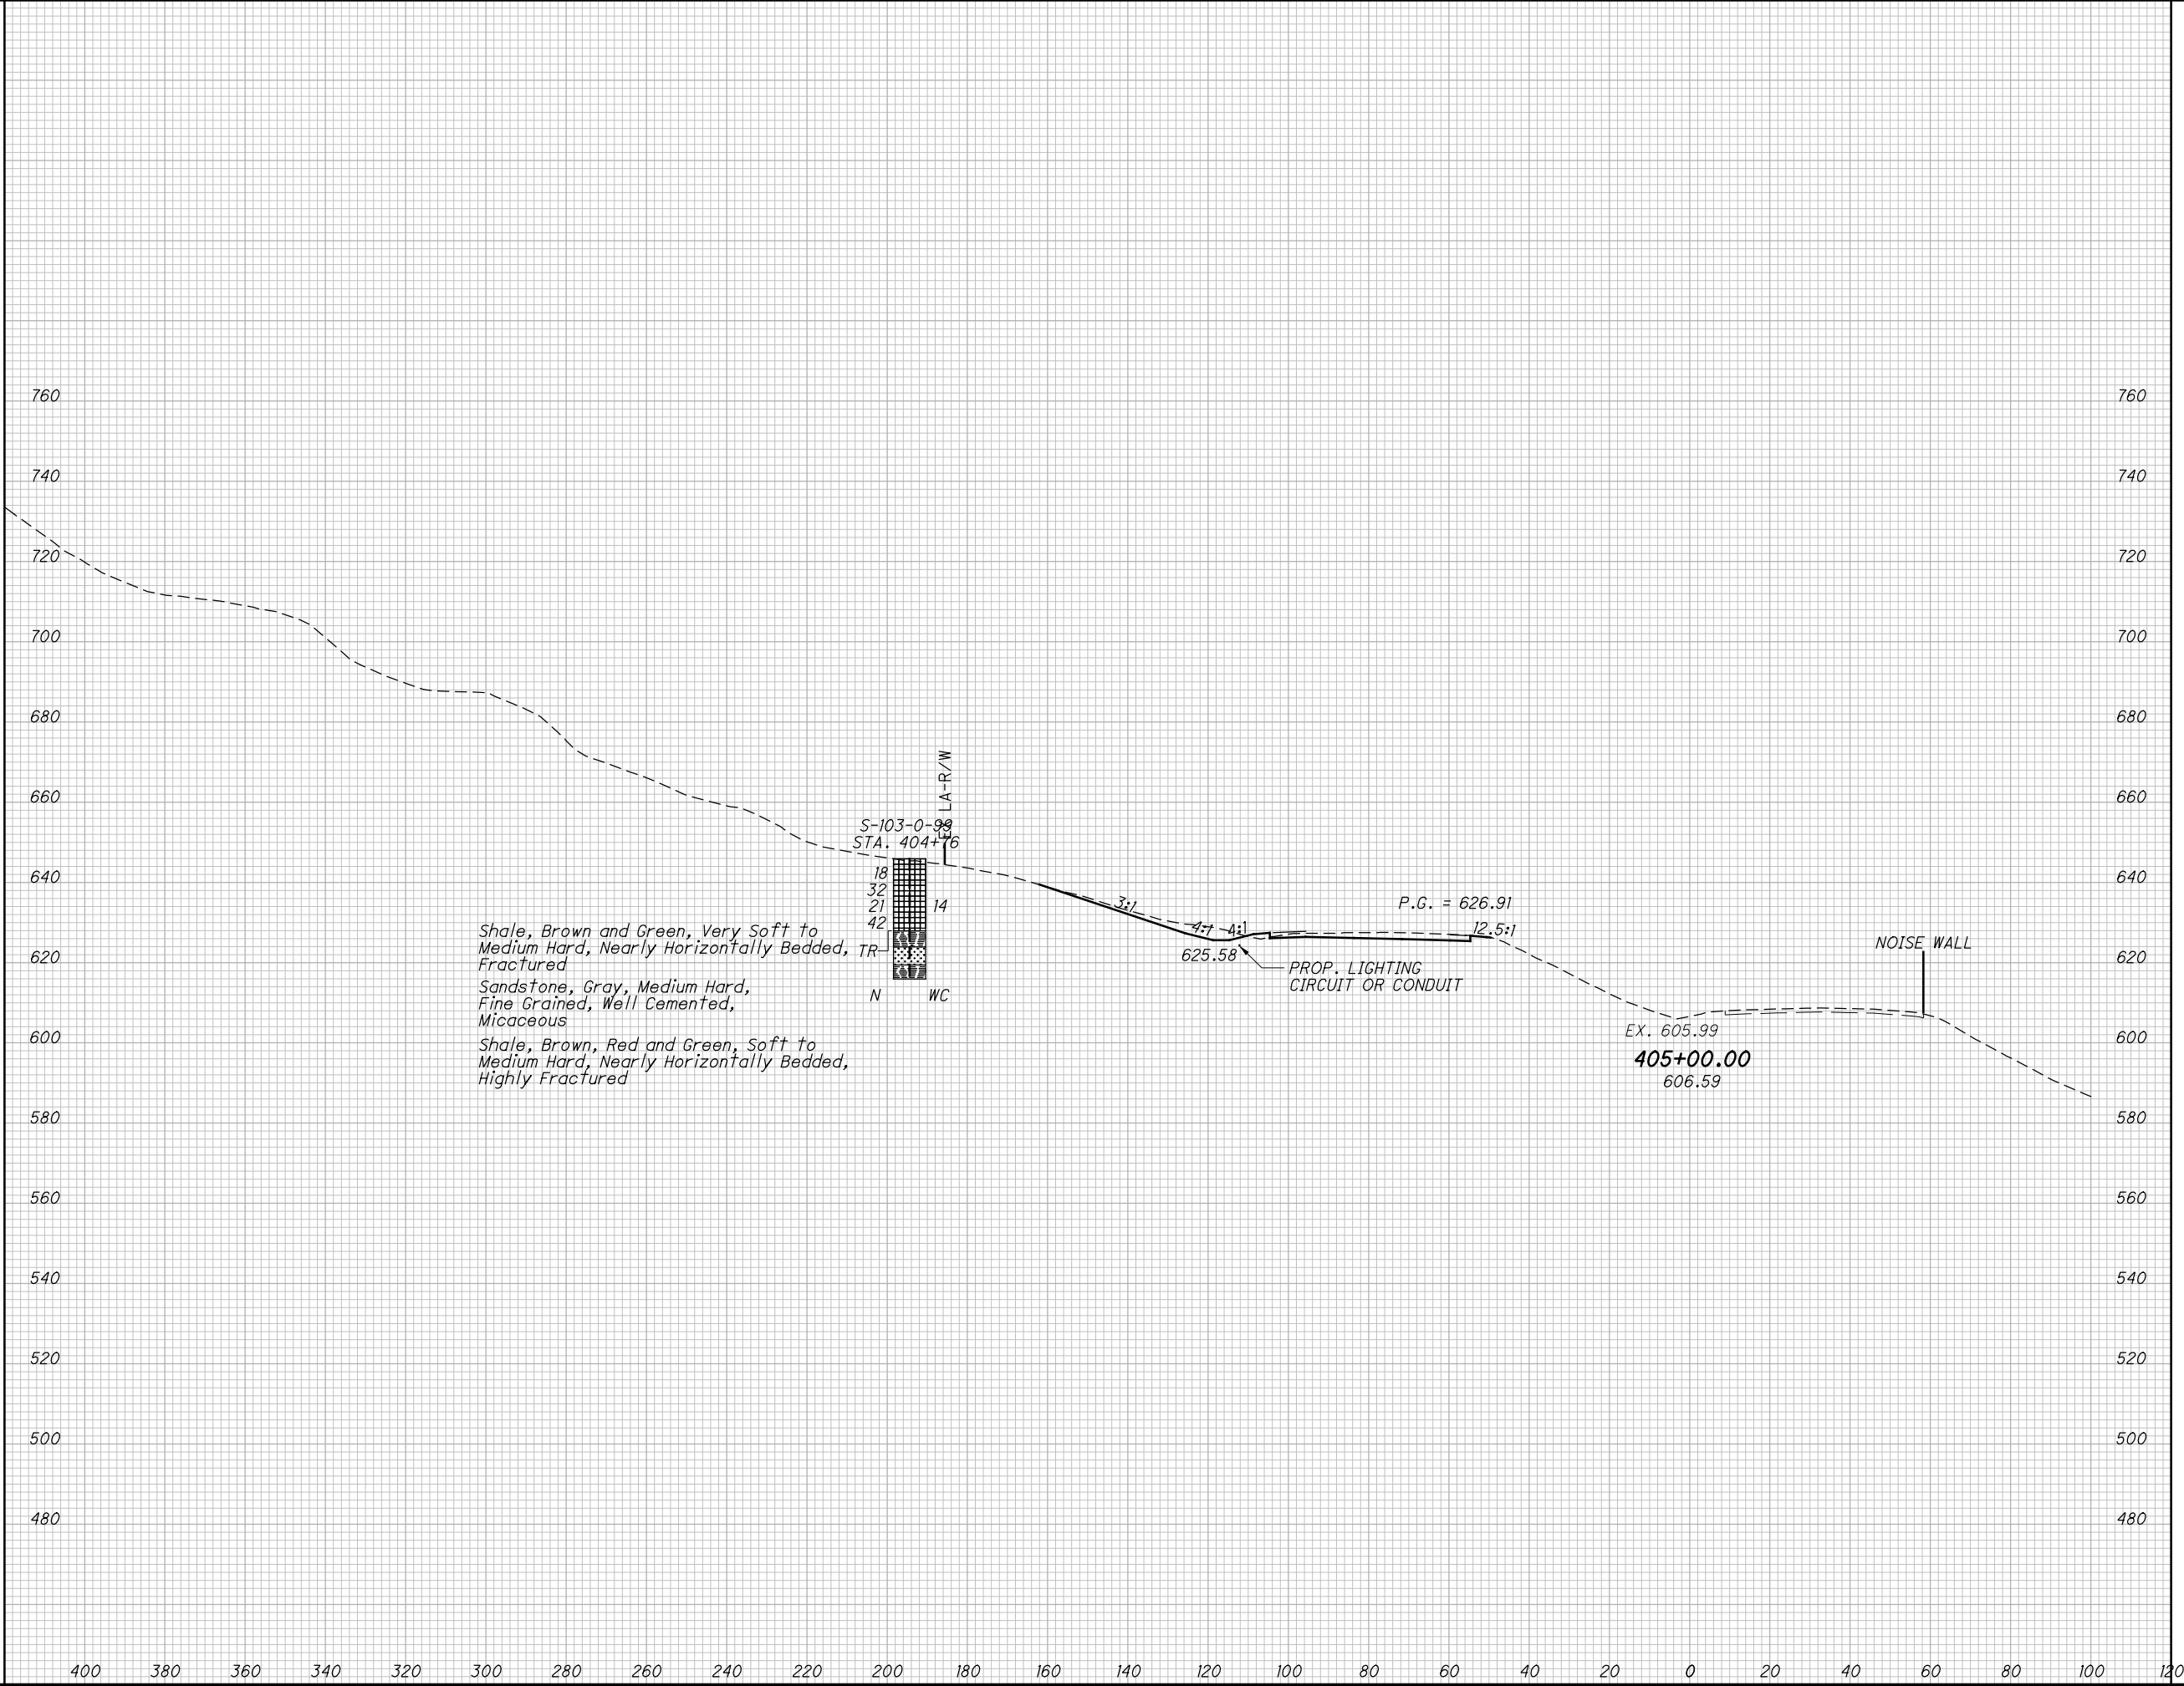 760 760
740 740
720 720
700 700
680 680
EX LA-R/W
660 660
S-103-0-99
STA. 404+76
640 640
18
32
21 14
42
3:1
4:1 4:1
P.G. = 626.91
12.5:1
625.58
NOISE WALL
Shale, Brown and Green, Very Soft to
Medium Hard, Nearly Horizontally Bedded,
Fractured
TR
620 620
PROP. LIGHTING
CIRCUIT OR CONDUIT
Sandstone, Gray, Medium Hard,
Fine Grained, Well Cemented,
Micaceous
N WC
600 600
EX. 605.99
405+00.00
606.59
Shale, Brown, Red and Green, Soft to
Medium Hard, Nearly Horizontally Bedded,
Highly Fractured
580 580
560 560
540 540
520 520
500 500
480 480
400 380 360 340 320 300 280 260 240 220 200 180 160 140 120 100 80 60 40 20 0 20 40 60 80 100 120